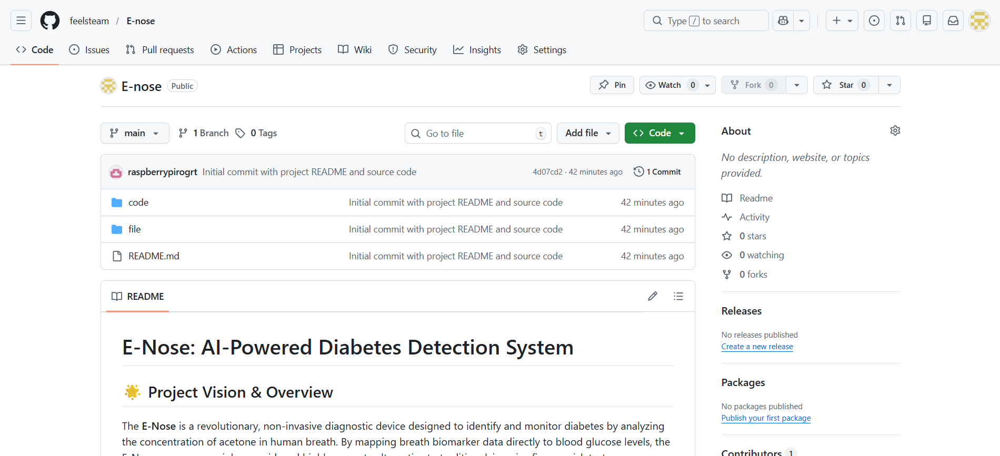 feelsteam / E-nose
Type / to search
Code
Issues
Pull requests
Actions
Projects
Wiki
Security
Insights
Settings
E-nose Public
Pin
Watch 0
Fork 0
Star 0
main
1 Branch
0 Tags
Go to file t
Add file
Code
raspberrypirogrt Initial commit with project README and source code 4d07cd2 · 42 minutes ago 1 Commit
code Initial commit with project README and source code 42 minutes ago
file Initial commit with project README and source code 42 minutes ago
README.md Initial commit with project README and source code 42 minutes ago
README
E-Nose: AI-Powered Diabetes Detection System
🌟 Project Vision & Overview
The E-Nose is a revolutionary, non-invasive diagnostic device designed to identify and monitor diabetes by analyzing
the concentration of acetone in human breath. By mapping breath biomarker data directly to blood glucose levels, the
About
No description, website, or topics
provided.
Readme
Activity
0 stars
0 watching
0 forks
Releases
No releases published
Create a new release
Packages
No packages published
Publish your first package
Contributors 1